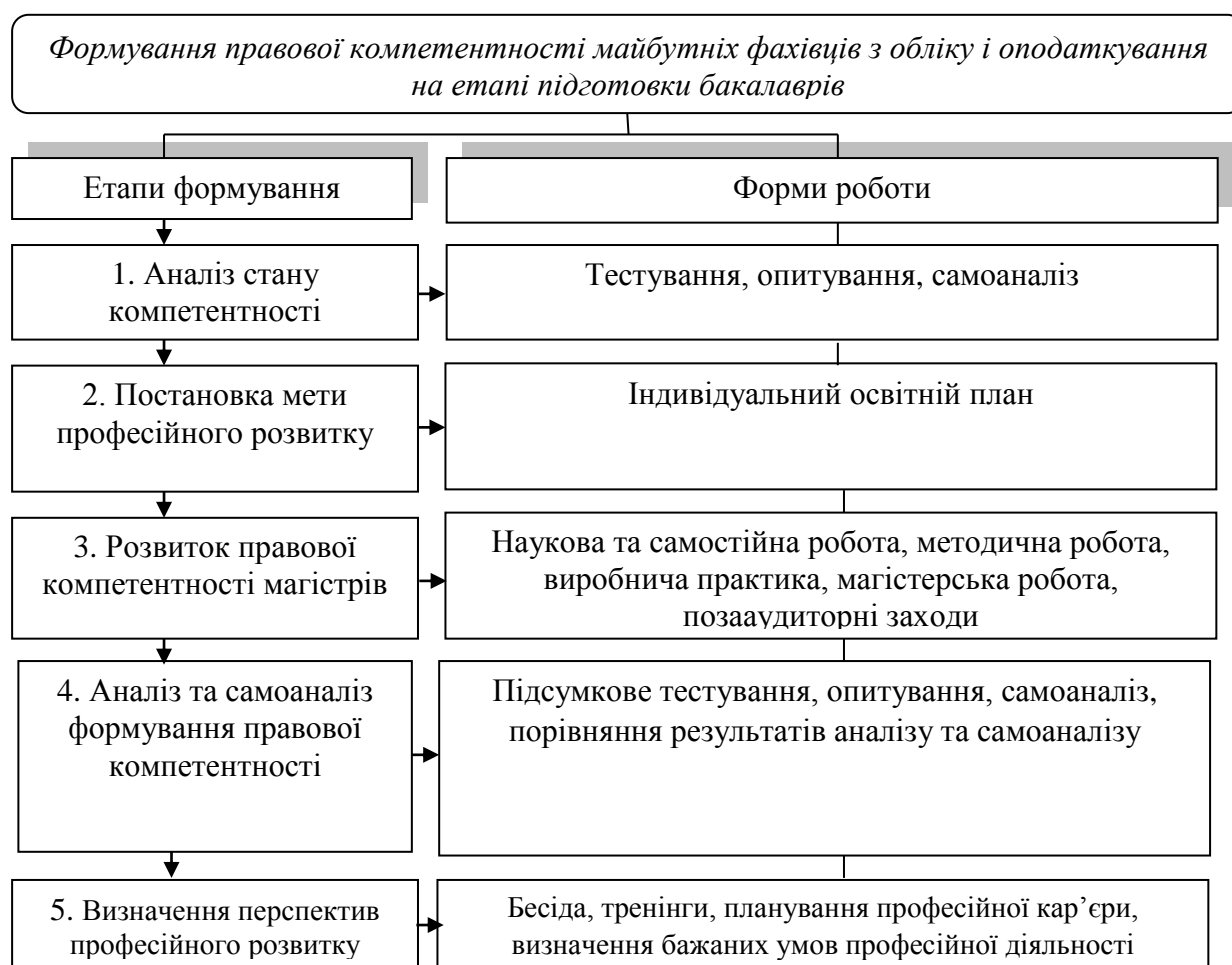 Формування правової компетентності майбутніх фахівців з обліку і оподаткування
на етапі підготовки бакалаврів
Етапи формування
Форми роботи
1. Аналіз стану
компетентності
Тестування, опитування, самоаналіз
2. Постановка мети
професійного розвитку
Індивідуальний освітній план
3. Розвиток правової
компетентності магістрів
Наукова та самостійна робота, методична робота,
виробнича практика, магістерська робота,
позааудиторні заходи
4. Аналіз та самоаналіз
формування правової
компетентності
Підсумкове тестування, опитування, самоаналіз,
порівняння результатів аналізу та самоаналізу
5. Визначення перспектив
професійного розвитку
Бесіда, тренінги, планування професійної кар’єри,
визначення бажаних умов професійної діяльності